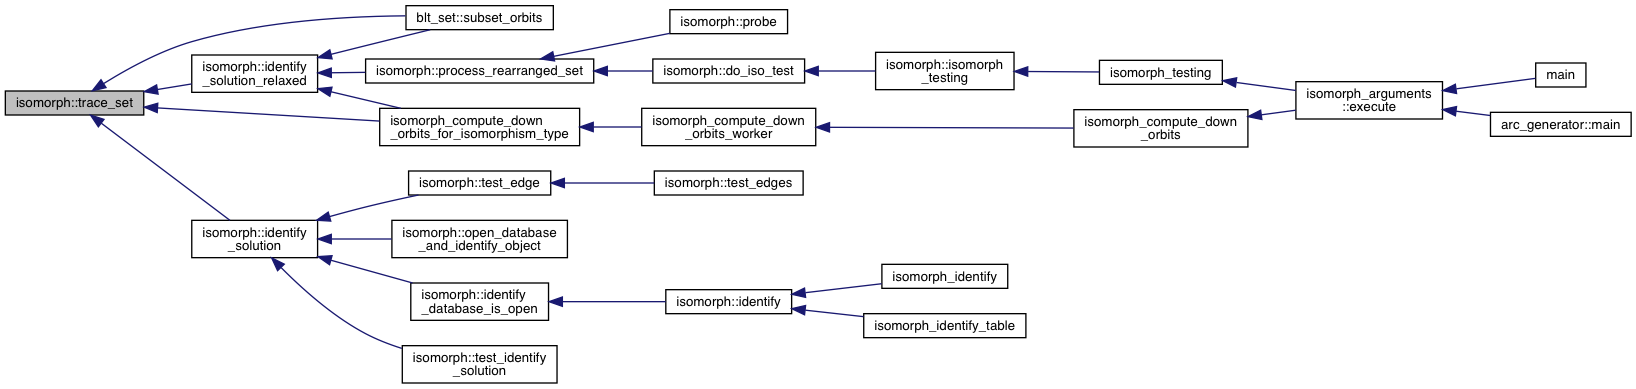 isomorph::trace_set
blt_set::subset_orbits
isomorph::identify
_solution_relaxed
isomorph::process_rearranged_set
isomorph::probe
isomorph::do_iso_test
isomorph::isomorph
_testing
isomorph_testing
isomorph_arguments
::execute
main
arc_generator::main
isomorph_compute_down
_orbits_for_isomorphism_type
isomorph_compute_down
_orbits_worker
isomorph_compute_down
_orbits
isomorph::identify
_solution
isomorph::test_edge
isomorph::test_edges
isomorph::open_database
_and_identify_object
isomorph::identify
_database_is_open
isomorph::identify
isomorph_identify
isomorph_identify_table
isomorph::test_identify
_solution